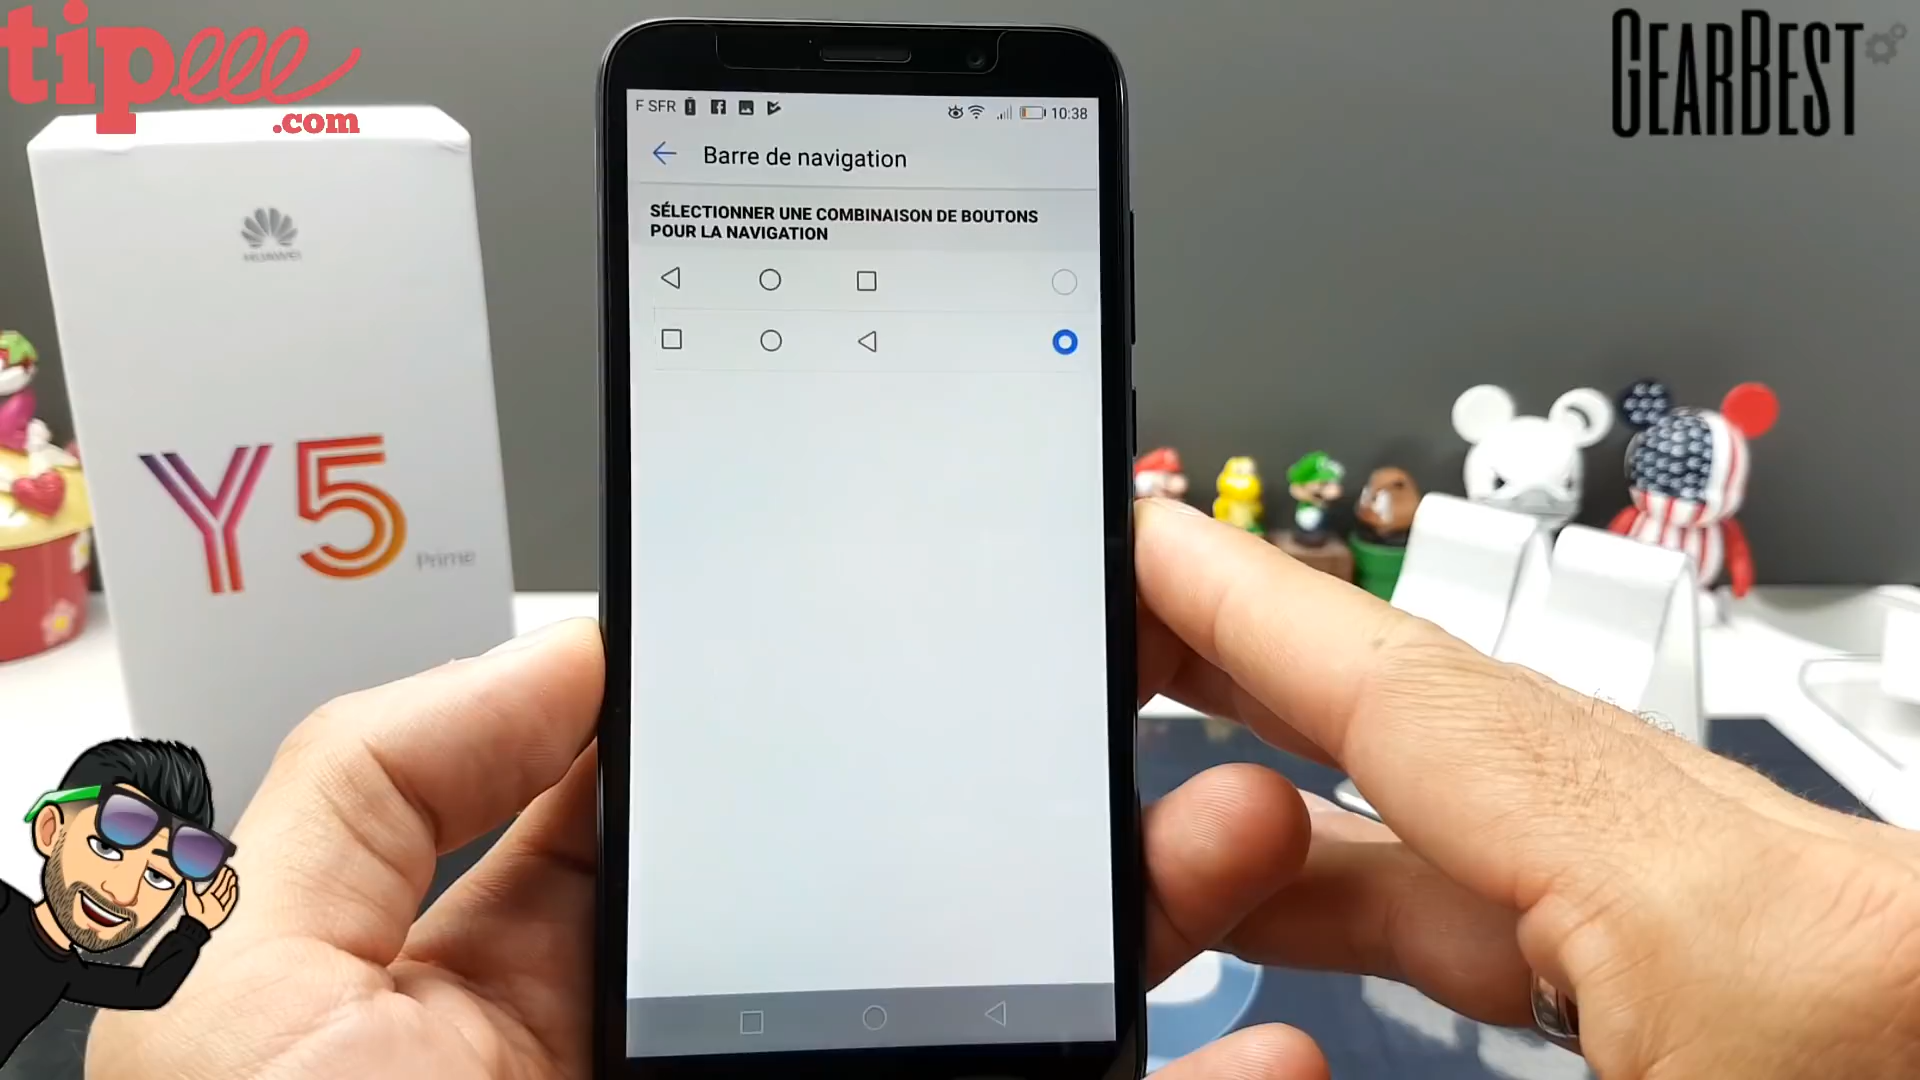 tipeee
.com
GEARBEST
F SFR
10:38
Barre de navigation
SÉLECTIONNER UNE COMBINAISON DE BOUTONS
POUR LA NAVIGATION
HUAWEI
Y5
Prime